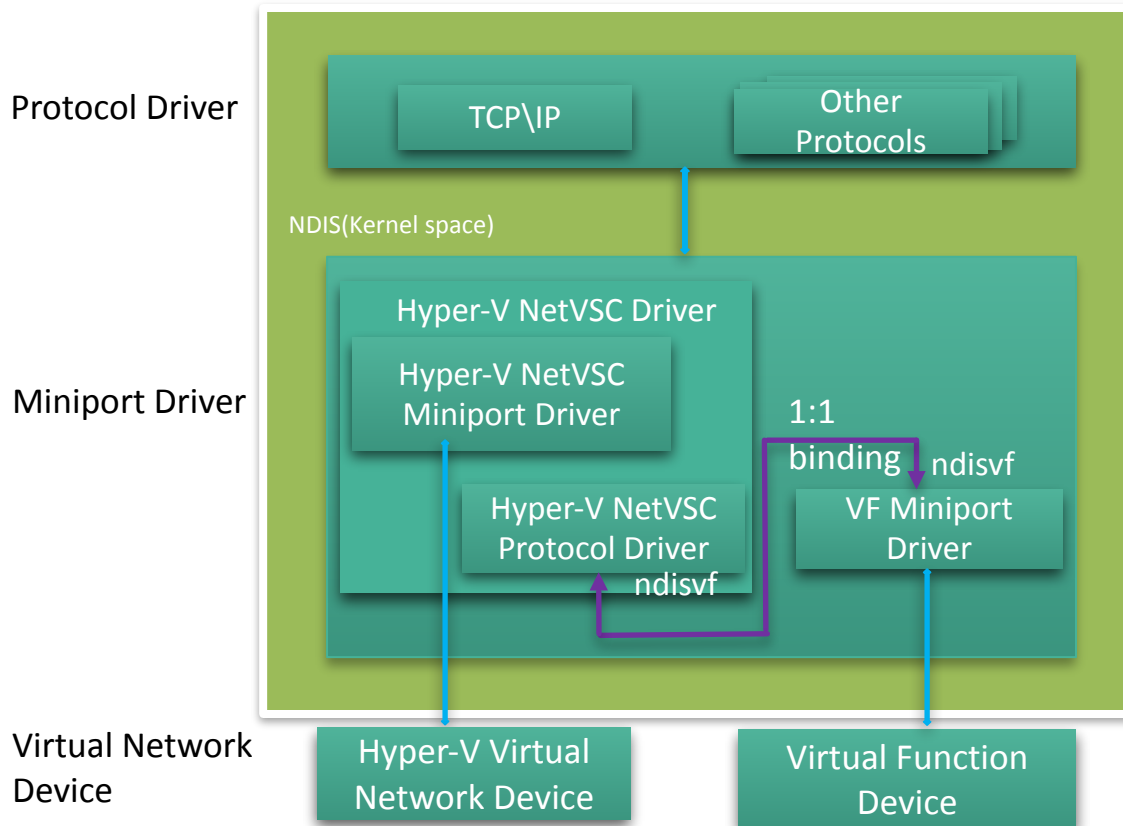 Protocol Driver
TCP\IP
Other
Protocols
NDIS(Kernel space)
Miniport Driver
Hyper-V NetVSC Driver
Hyper-V NetVSC
Miniport Driver
1:1
binding
ndisvf
Hyper-V NetVSC
Protocol Driver
ndisvf
VF Miniport
Driver
Virtual Network
Device
Hyper-V Virtual
Network Device
Virtual Function
Device